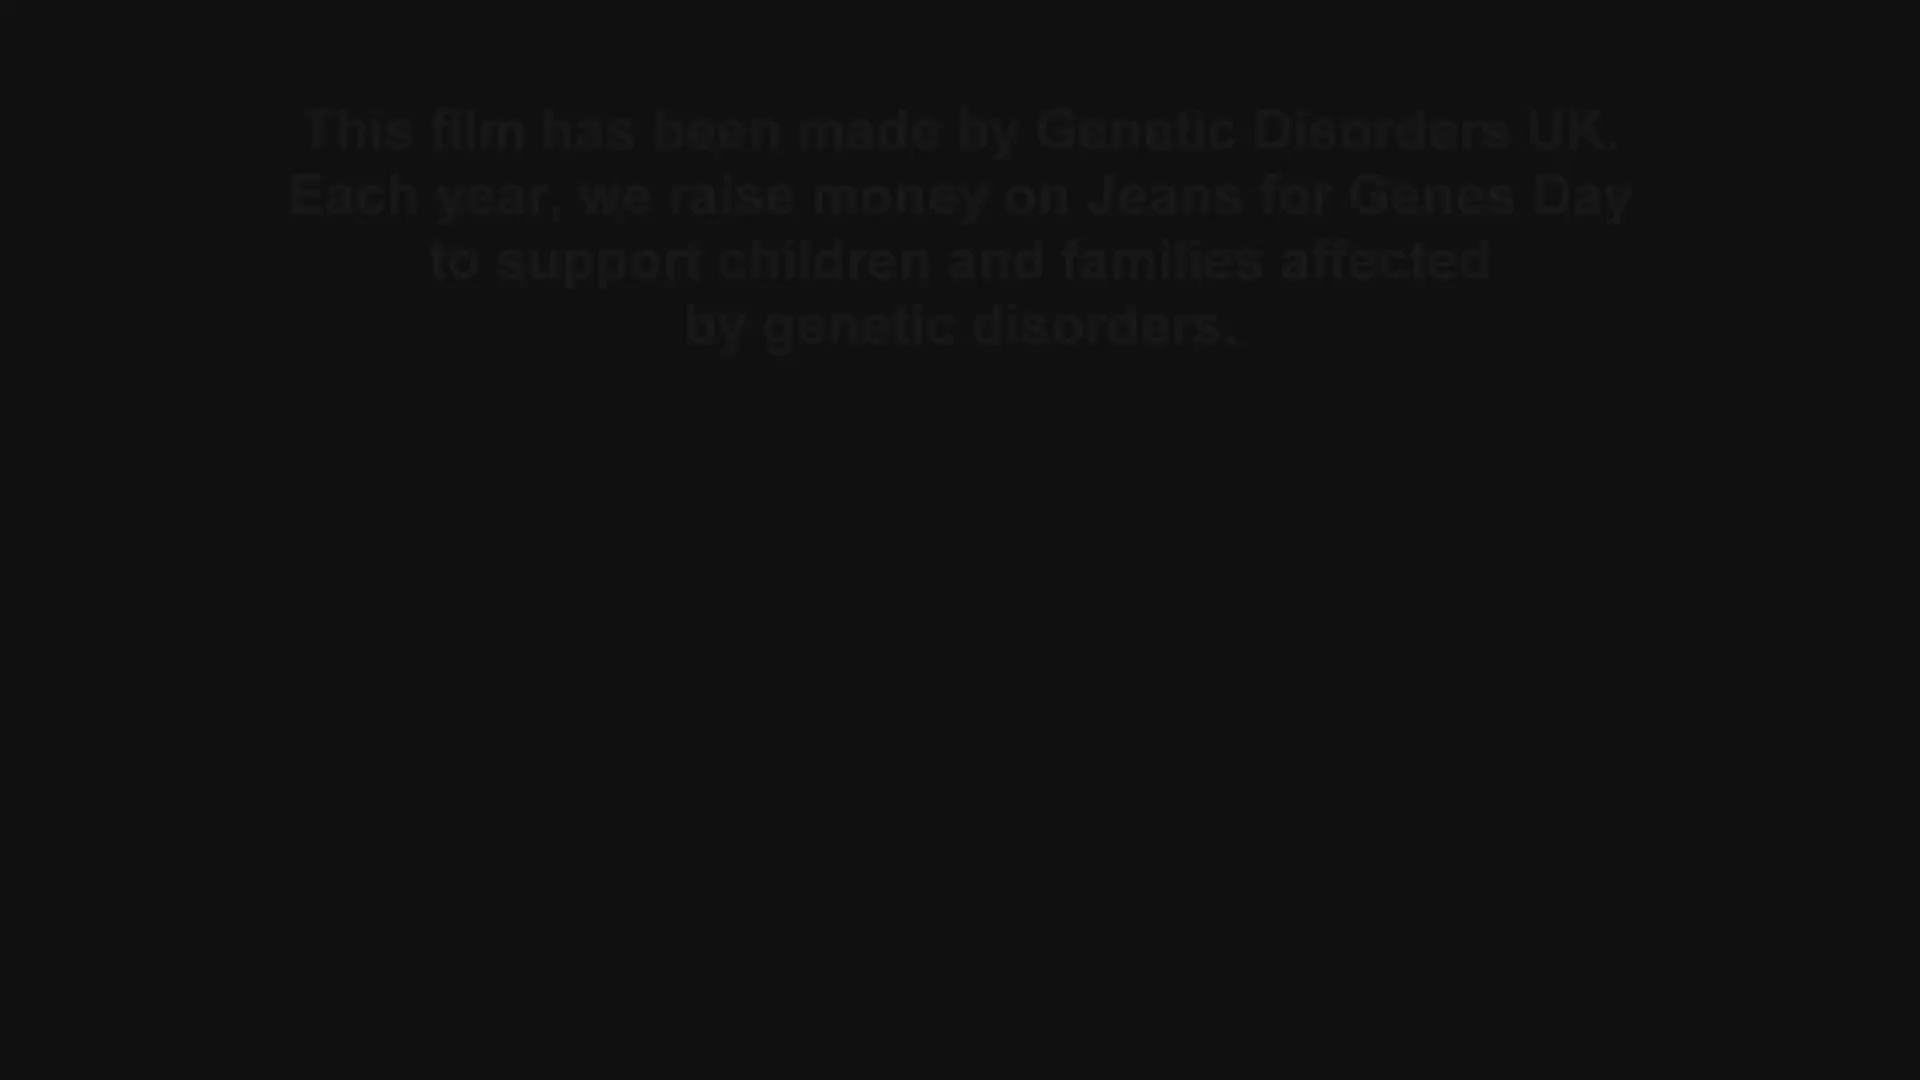 This film has been made by Genetic Disorders UK.
Each year, we raise money on Jeans for Genes Day
to support children and families affected
by genetic disorders.